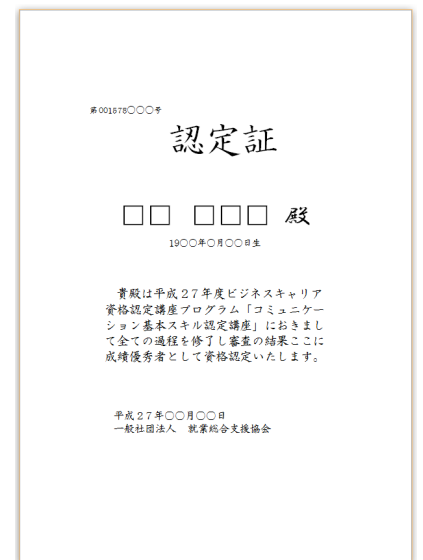 第001578〇〇〇号
認定証
□□ □□□ 殿
19〇〇年〇月〇〇日生
貴殿は平成27年度ビジネスキャリア
資格認定講座プログラム「コミュニケー
ション基本スキル認定講座」におきまし
て全ての過程を修了し審査の結果ここに
成績優秀者として資格認定いたします。
平成27年〇〇月〇〇日
一般社団法人 就業総合支援協会